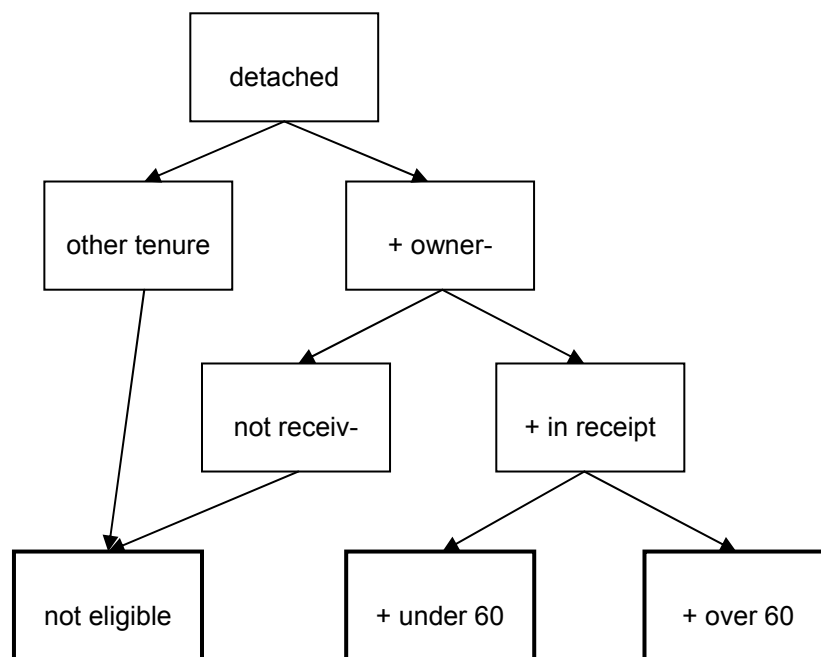 detached
other tenure
+ owner-
not receiv-
+ in receipt
not eligible
+ under 60
+ over 60